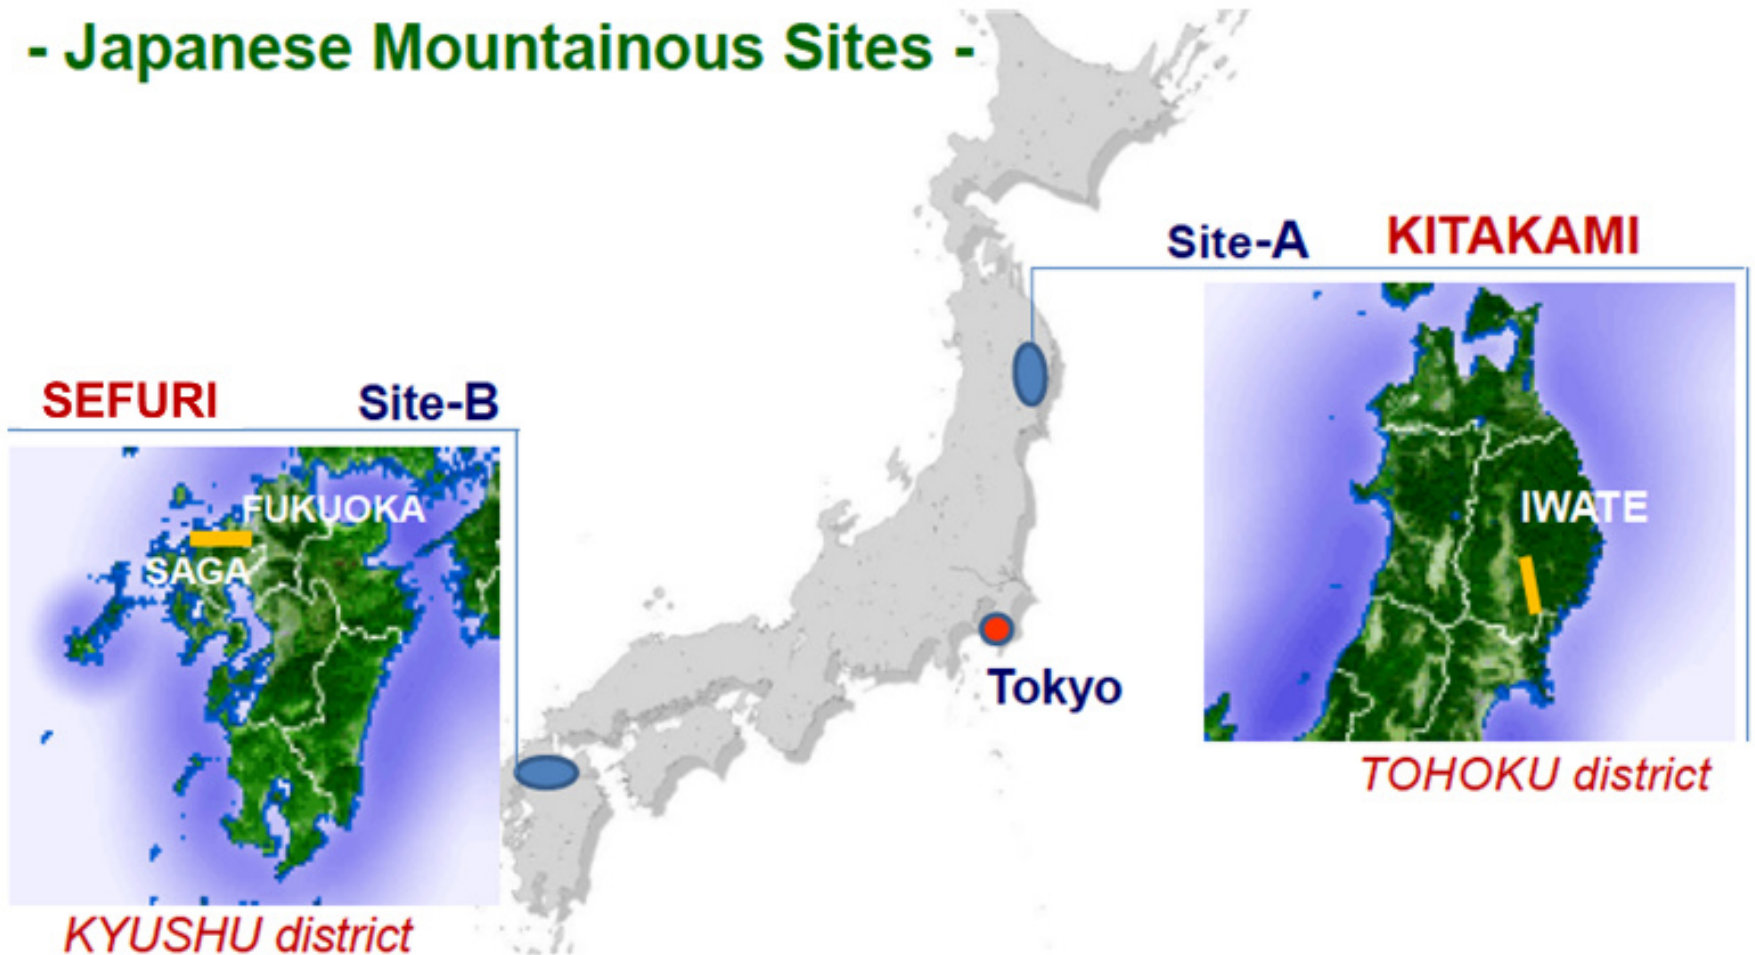 - Japanese Mountainous Sites -
Site-A KITAKAMI
SEFURI Site-B
FUKUOKA
IWATE
SAGA
Tokyo
TOHOKU district
KYUSHU district